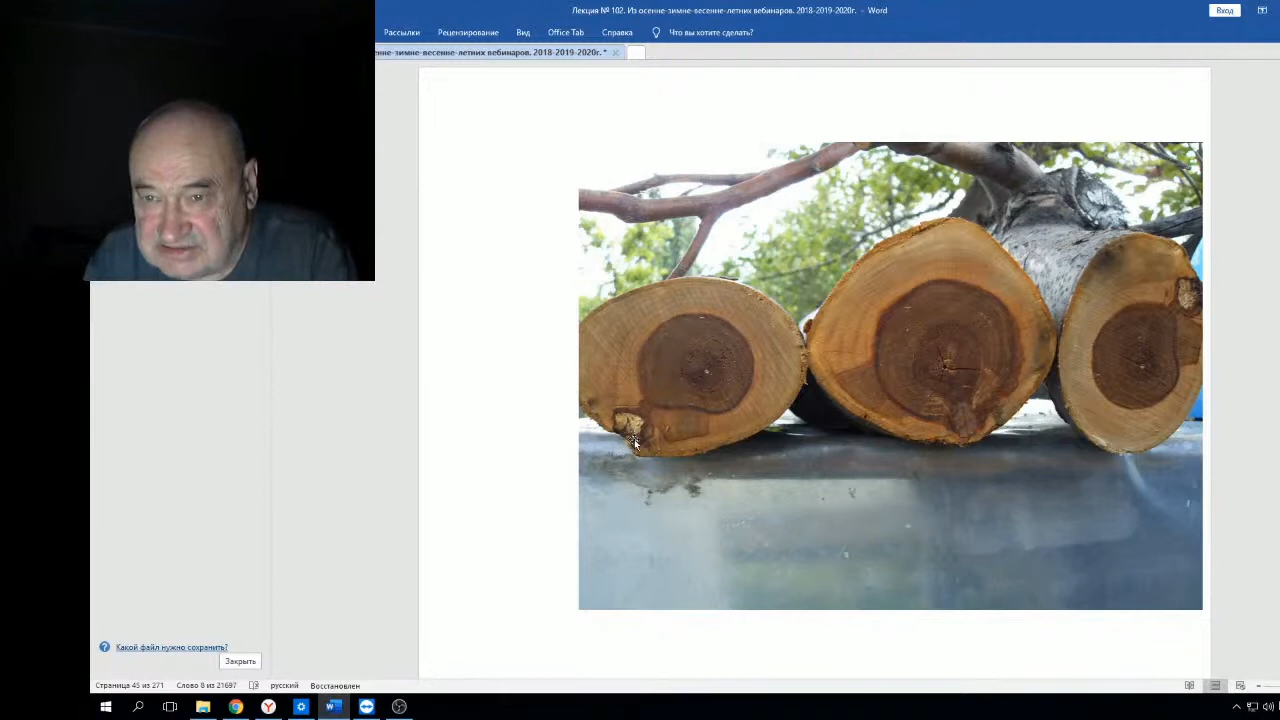 Лекция № 102. Из осенне-зимне-весенне-летних вебинаров. 2018-2019-2020г. - Word
Вход
Рассылки Рецензирование Вид Office Tab Справка Что вы хотите сделать?
нне-зимне-весенне-летних вебинаров. 2018-2019-2020г. *
Какой файл нужно сохранить?
Закрыть
Страница 45 из 271 Слово 8 из 21697 русский Восстановлен